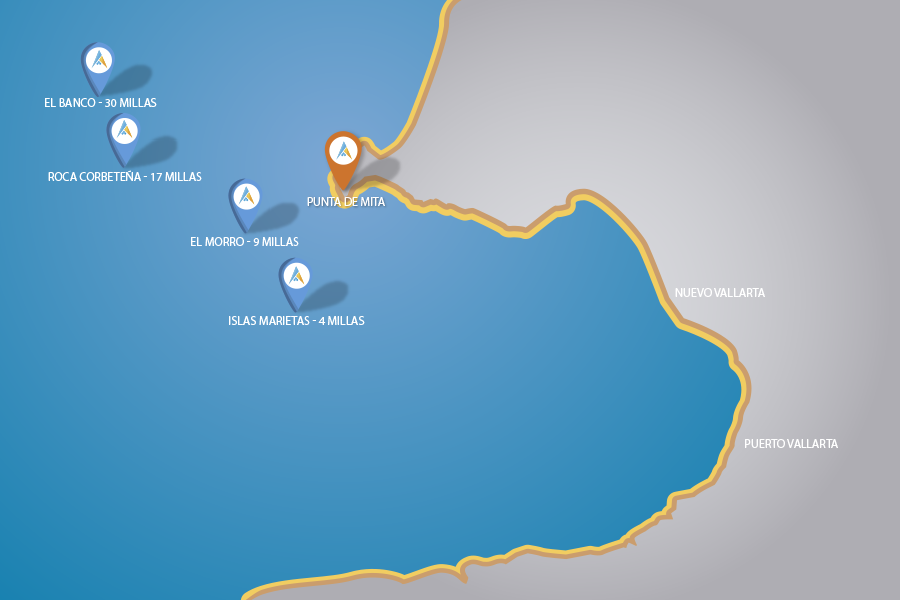 EL BANCO - 30 MILLAS
ROCA CORBETEÑA - 17 MILLAS
PUNTA DE MITA
EL MORRO - 9 MILLAS
NUEVO VALLARTA
ISLAS MARIETAS - 4 MILLAS
PUERTO VALLARTA